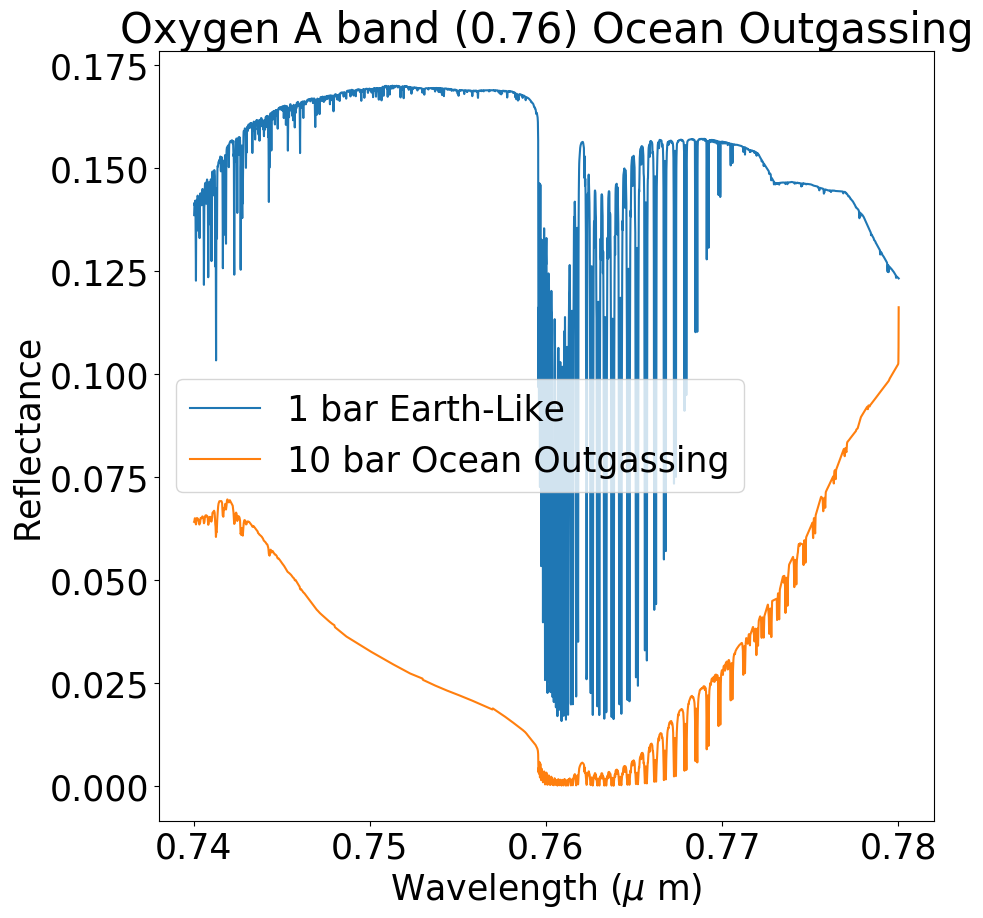 Oxygen A band (0.76) Ocean Outgassing
0.175
0.150
0.125
0.100
0.075
0.050
0.025
0.000
Reflectance
1 bar Earth-Like
10 bar Ocean Outgassing
0.74 0.75 0.76 0.77 0.78
Wavelength (μ m)